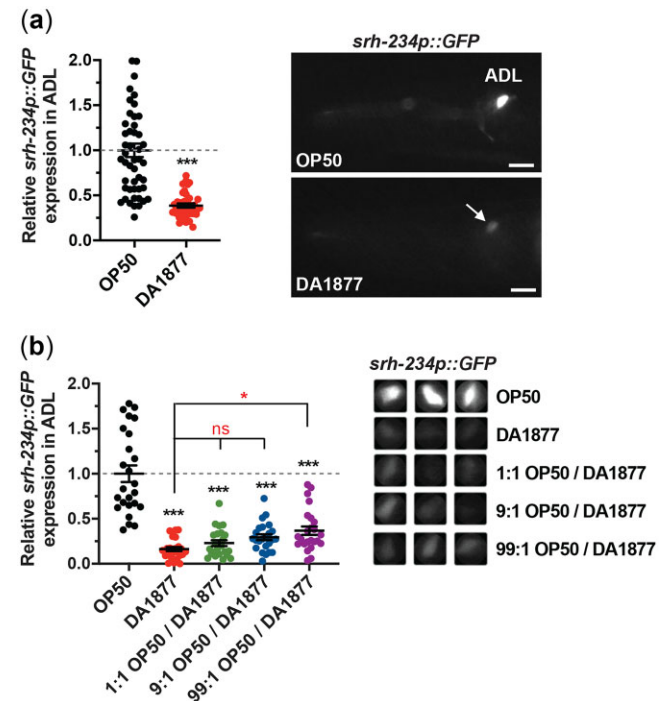 (a)
Relative srh-234p::GFP
expression in ADL
2.0
1.5
1.0
0.5
0.0
***
OP50
DA1877
srh-234p::GFP
ADL
OP50
DA1877
(b)
Relative srh-234p::GFP
expression in ADL
2.0
1.5
1.0
0.5
0.0
*
ns
***
***
***
***
OP50
DA1877
1:1 OP50 / DA1877
9:1 OP50 / DA1877
99:1 OP50 / DA1877
srh-234p::GFP
OP50
DA1877
1:1 OP50 / DA1877
9:1 OP50 / DA1877
99:1 OP50 / DA1877